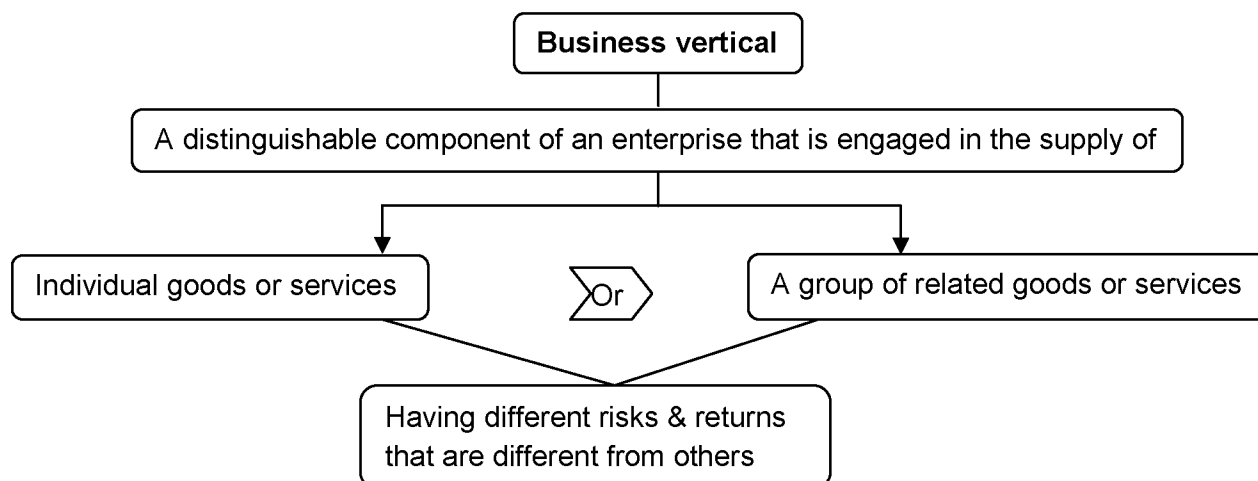 Business vertical
A distinguishable component of an enterprise that is engaged in the supply of
Individual goods or services
Or
A group of related goods or services
Having different risks & returns
that are different from others